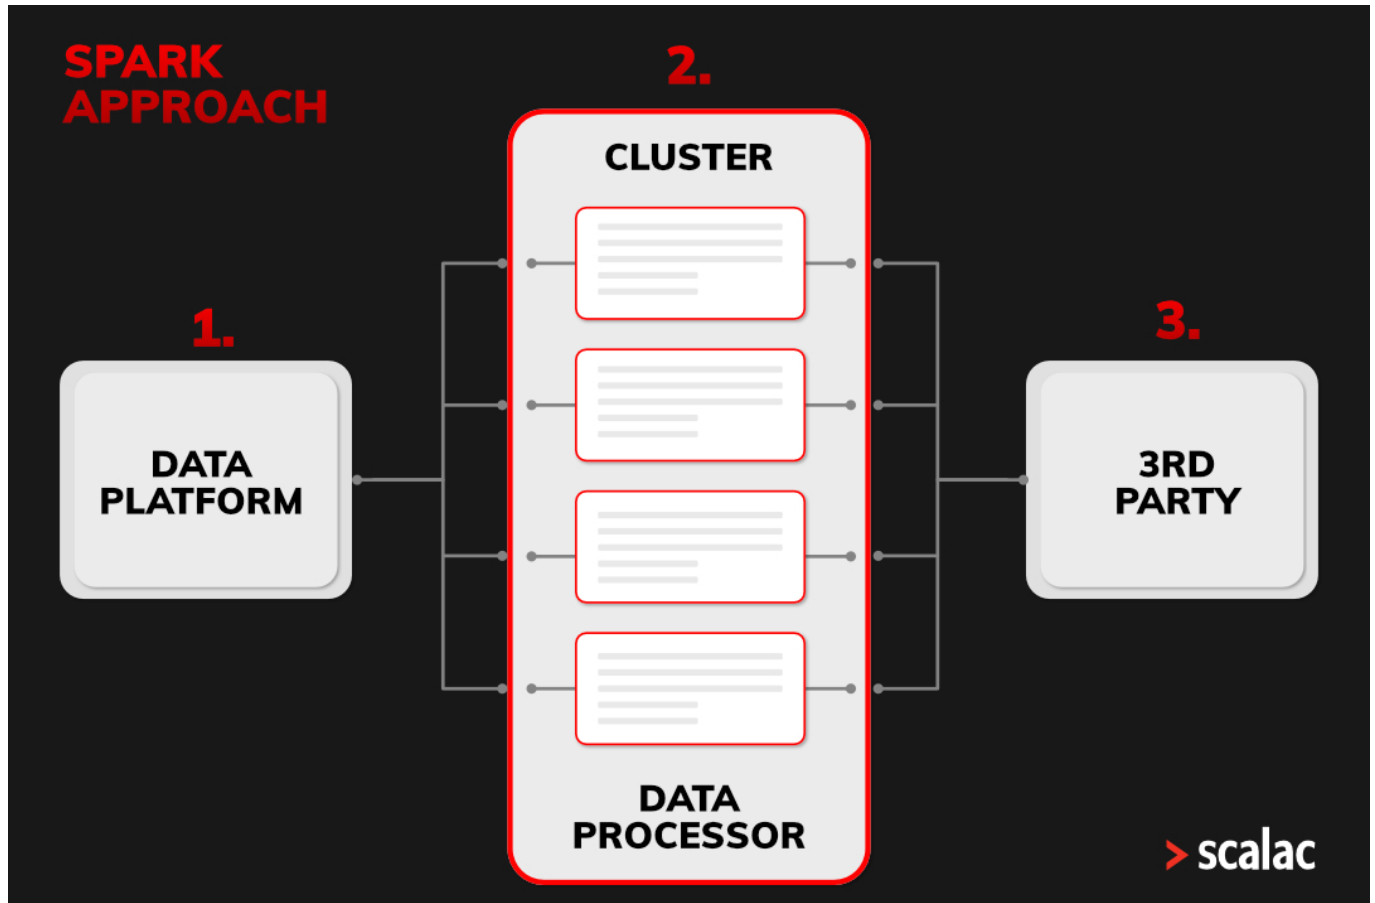 SPARK
APPROACH
2.
CLUSTER
1.
DATA
PLATFORM
3.
3RD
PARTY
DATA
PROCESSOR
scalac